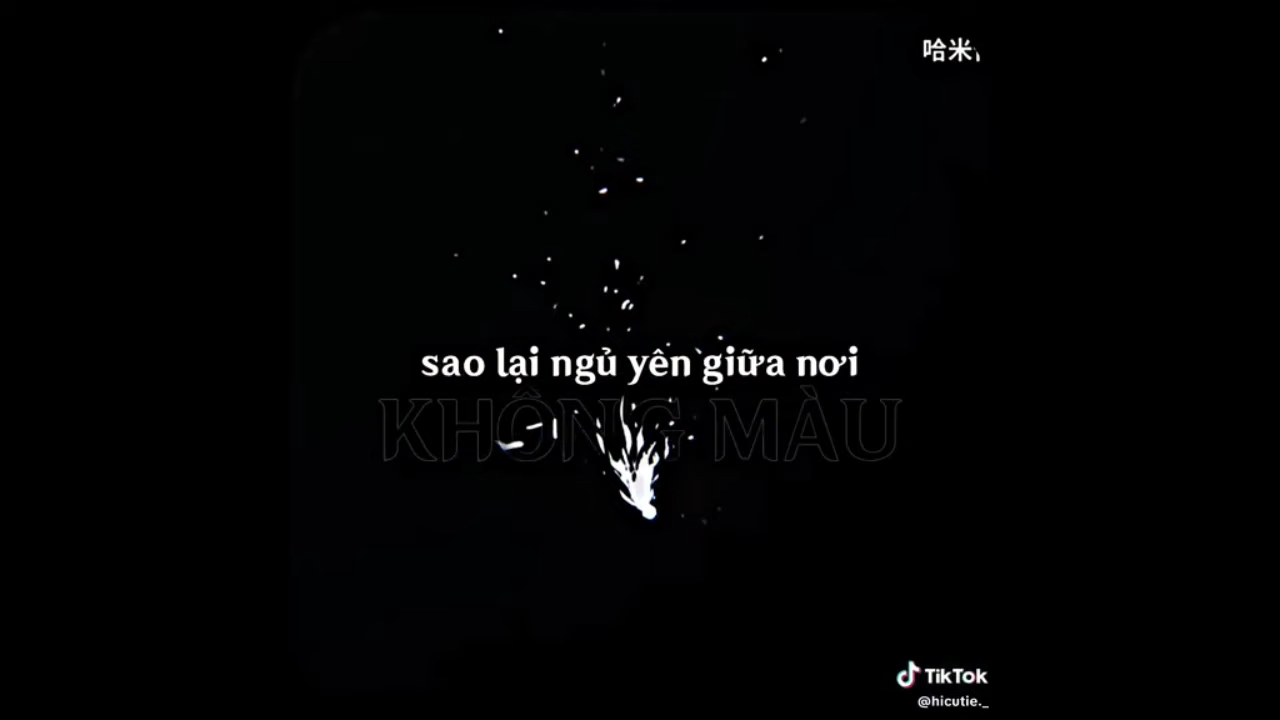 哈米
sao lại ngủ yên giữa nơi
KHÔNG MÀU
TikTok
@hicutie._